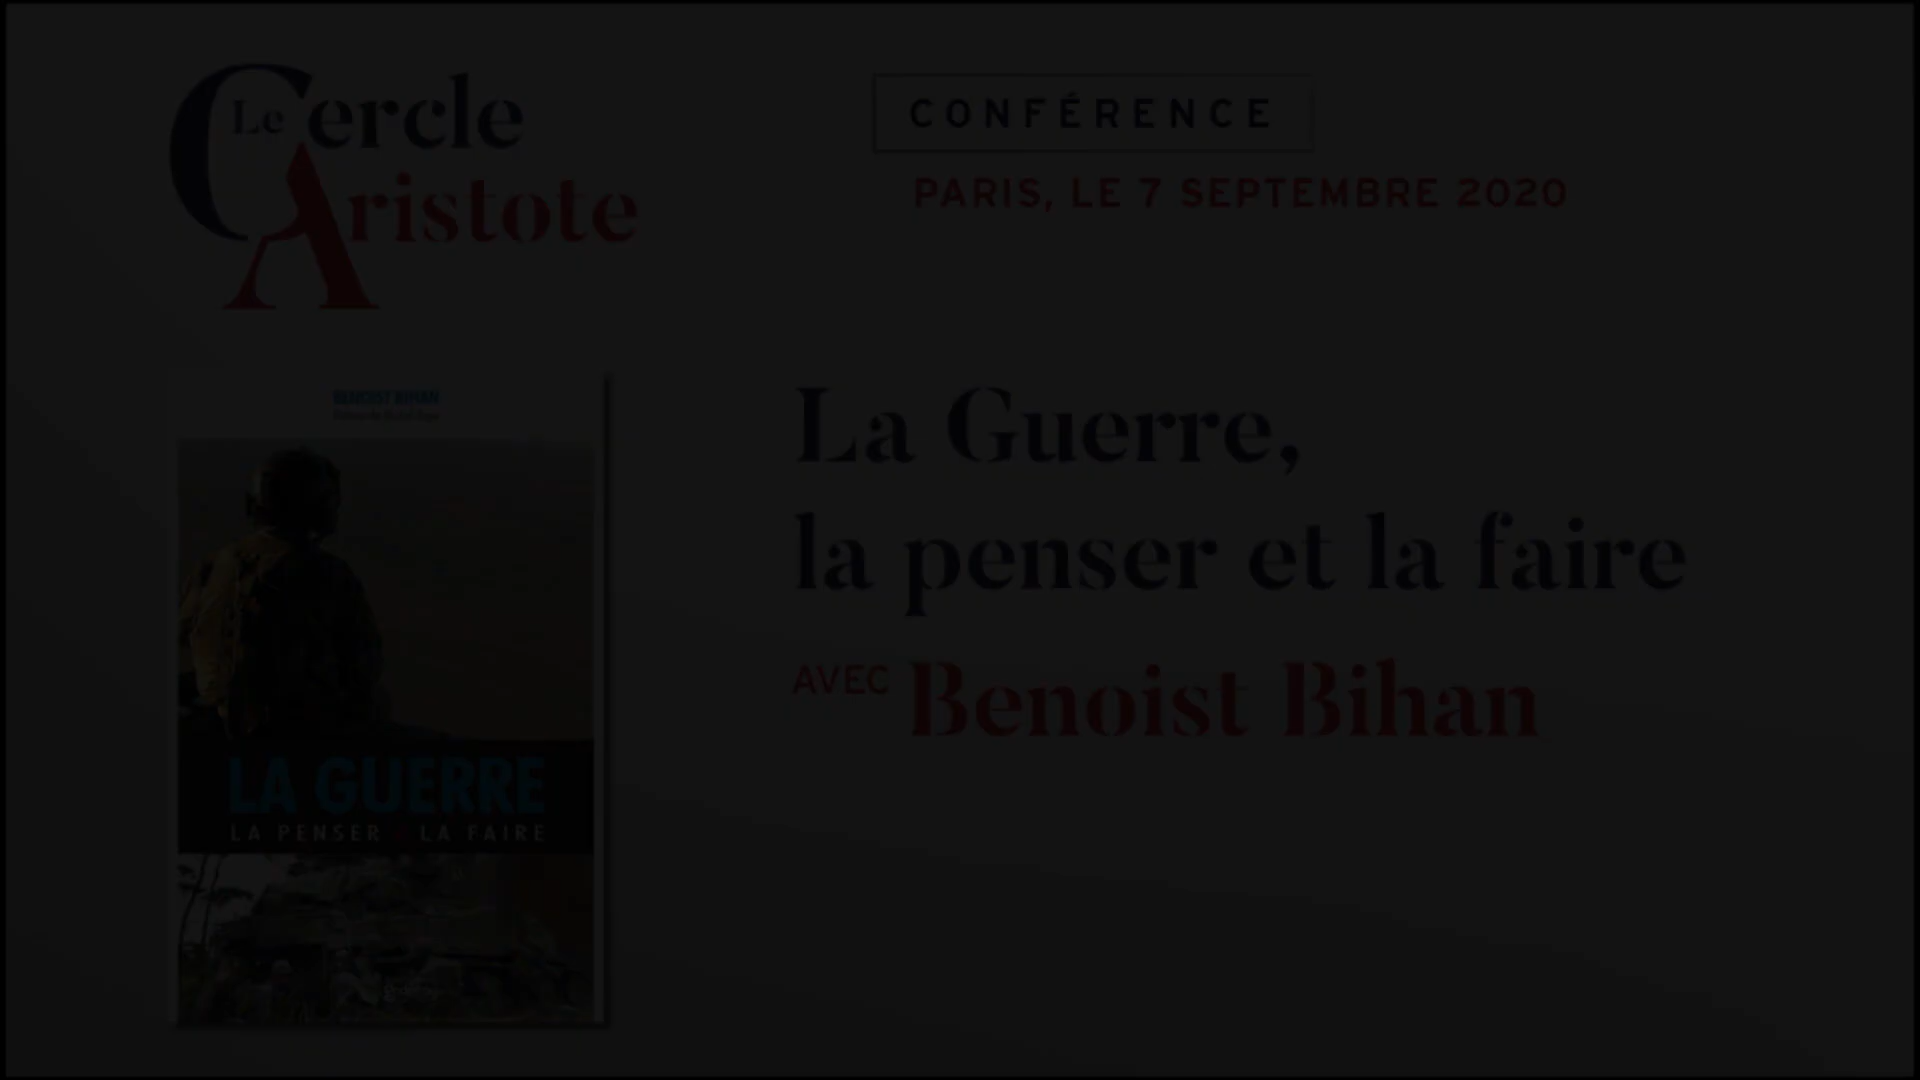 Le Cercle
Aristote
CONFÉRENCE
PARIS, LE 7 SEPTEMBRE 2020
BENOIST BIHAN
LA GUERRE
LA PENSER & LA FAIRE
La Guerre,
la penser et la faire
AVEC Benoist Bihan